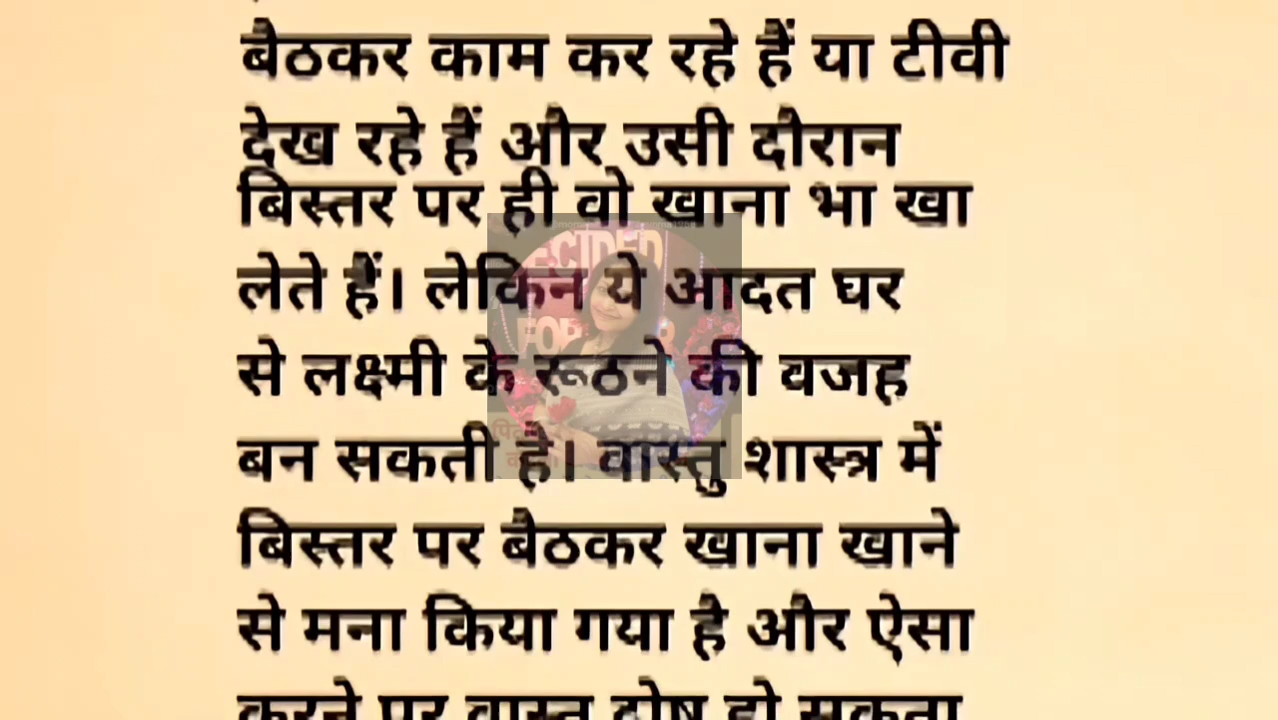 बैठकर काम कर रहे हैं या टीवी
देख रहे हैं और उसी दौरान
बिस्तर पर ही वो खाना भा खा
लेते हैं। लेकिन ये आदत घर
से लक्ष्मी के रूठने की वजह
बन सकती है। वास्तु शास्त्र में
बिस्तर पर बैठकर खाना खाने
से मना किया गया है और ऐसा
करने पर वास्तु दोष हो सकता